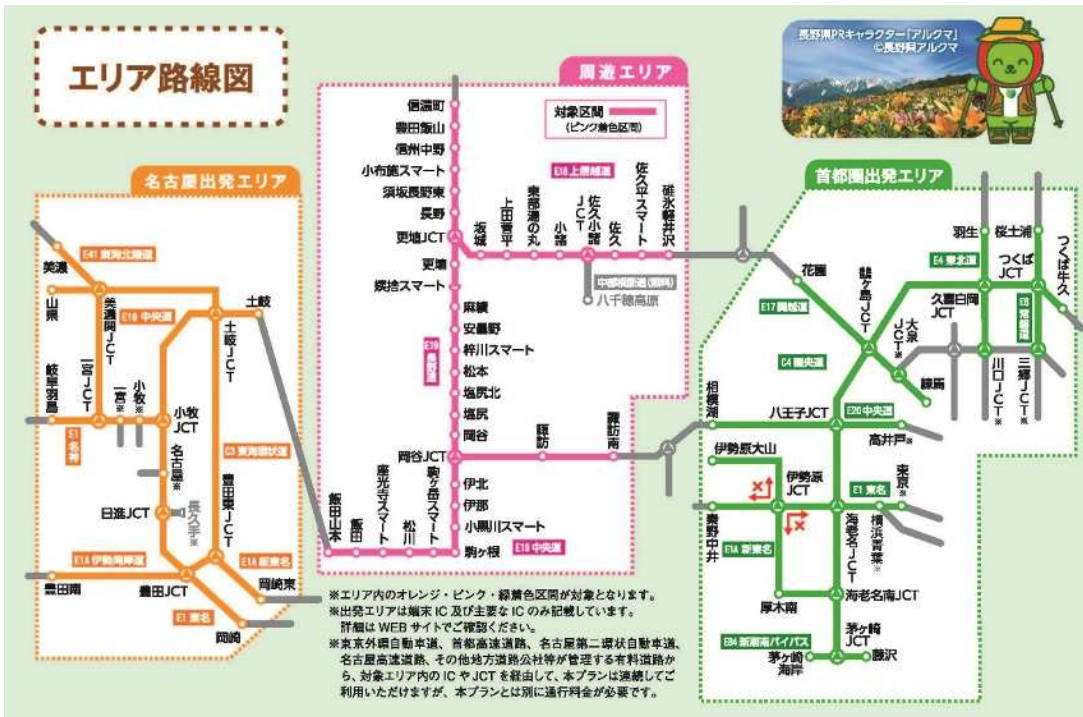 エリア路線図
長野県PRキャラクター「アルクマ」
©長野県アルクマ
周遊エリア
対象区間
(ピンク着色区間)
信濃町
豊田飯山
信州中野
小布施スマート
須坂長野東
長野
更埴JCT
更埴
姨捨スマート
麻績
安曇野
梓川スマート
松本
塩尻北
塩尻
岡谷
岡谷JCT
伊北
伊那
小黒川スマート
駒ヶ根
E18 上信越道
坂城
上田菅平
東部湯の丸
小諸
佐久小諸JCT
佐久
佐久平スマート
碓氷軽井沢
中部横断道(無料)
八千穂高原
E19 長野道
諏訪
諏訪南
飯田山本
飯田
座光寺スマート
松川
駒ヶ岳スマート
E19 中央道
名古屋出発エリア
E41 東海北陸道
美濃
山県
美濃関JCT
E19 中央道
土岐
土岐JCT
岐阜羽島
一宮JCT
一宮※
小牧※
小牧JCT
E1 名神
名古屋※
C3 東海環状道
豊田東JCT
日進JCT
長久手※
E1A 伊勢湾岸道
E1A 新東名
豊田南
豊田JCT
岡崎東
E1 東名
岡崎
首都圏出発エリア
羽生
桜土浦
つくば牛久
E4 東北道
つくばJCT
花園
鶴ヶ島JCT
久喜白岡JCT
E6 常磐道
E17 関越道
大泉JCT※
C4 圏央道
練馬
川口JCT※
三郷JCT※
相模湖
八王子JCT
E20 中央道
高井戸※
伊勢原大山
伊勢原JCT
E1 東名
東京※
秦野中井
E1A 新東名
海老名JCT
横浜青葉※
厚木南
海老名南JCT
E84 新湘南バイパス
茅ヶ崎JCT
茅ヶ崎海岸
藤沢
※エリア内のオレンジ・ピンク・緑着色区間が対象となります。
※出発エリアは端末IC及び主要なICのみ記載しています。
詳細はWEBサイトでご確認ください。
※東京外環自動車道、首都高速道路、名古屋第二環状自動車道、
名古屋高速道路、その他地方道路公社等が管理する有料道路か
ら、対象エリア内のICやJCTを経由して、本プランは連続してご
利用いただけますが、本プランとは別に通行料金が必要です。